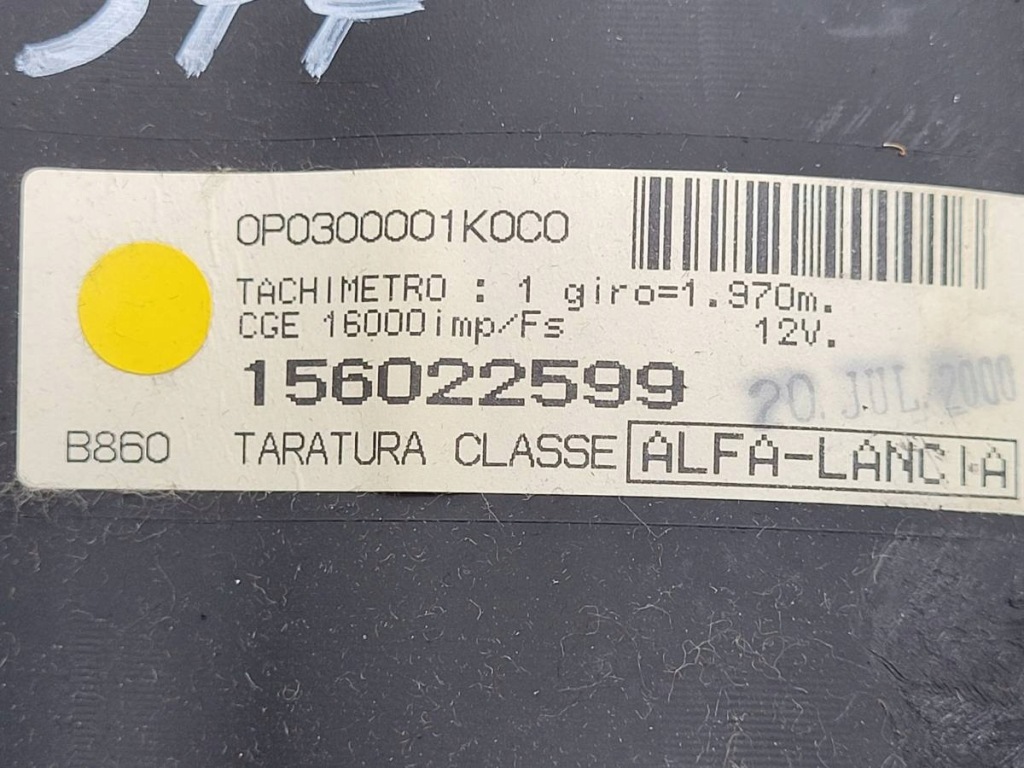 0P0300001K0C0
TACHIMETRO : 1 giro=1.970m.
CGE 16000imp/Fs 12V.
156022599
20. JUL. 2000
B860 TARATURA CLASSE ALFA-LANCIA